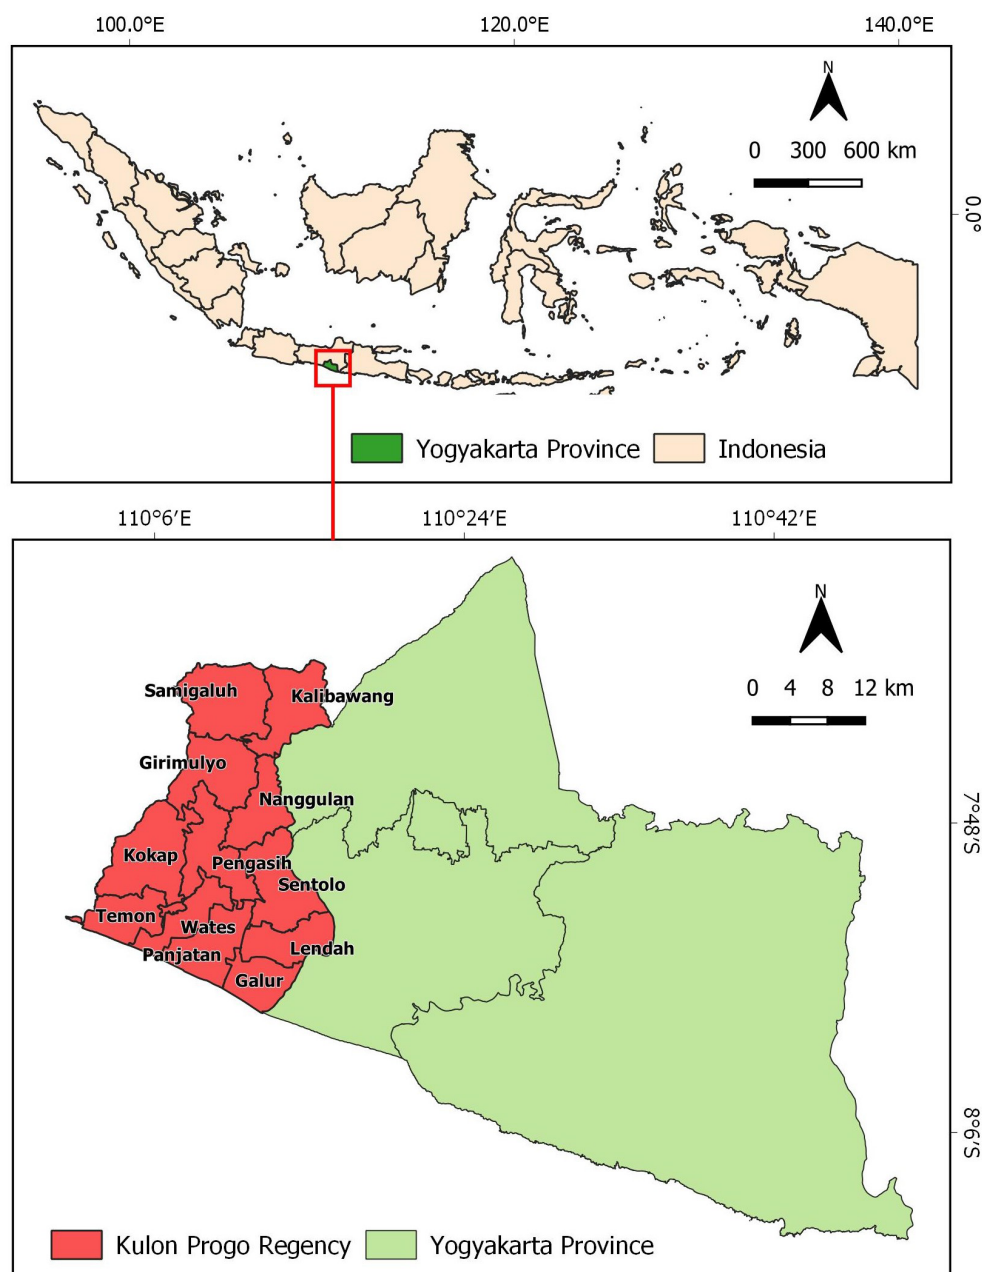 100.0°E 120.0°E 140.0°E
N
0 300 600 km
0.0°
Yogyakarta Province Indonesia
110°6′E 110°24′E 110°42′E
N
0 4 8 12 km
Samigaluh
Kalibawang
Girimulyo
Nanggulan
7°48′S
Kokap
Pengasih
Sentolo
Temon
Wates
Lendah
Panjatan
Galur
8°6′S
Kulon Progo Regency Yogyakarta Province